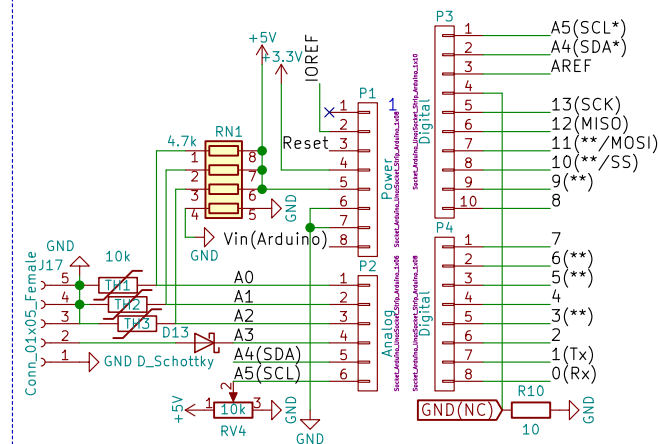 +5V
+3.3V
IOREF
RN1
4.7k
1
2
3
4
8
7
6
5
GND
GND
P1
1
1
2
3
4
5
6
7
8
Reset
Vin(Arduino)
Power
Socket_Strip_Arduino_1x08
P3
Digital
Socket_Strip_Arduino_1x10
1
2
3
4
5
6
7
8
9
10
A5(SCL*)
A4(SDA*)
AREF
13(SCK)
12(MISO)
11(**/MOSI)
10(**/SS)
9(**)
8
GND
J17
Conn_01x05_Female
5
4
3
2
1
10k
TH1
TH2
TH3
D13
D_Schottky
GND
A0
A1
A2
A3
A4(SDA)
A5(SCL)
P2
Analog
Socket_Strip_Arduino_1x06
1
2
3
4
5
6
+5V
1
2
3
10k
RV4
GND
GND
P4
Digital
Socket_Strip_Arduino_1x08
1
2
3
4
5
6
7
8
7
6(**)
5(**)
4
3(**)
2
1(Tx)
0(Rx)
GND(NC)
R10
10
GND